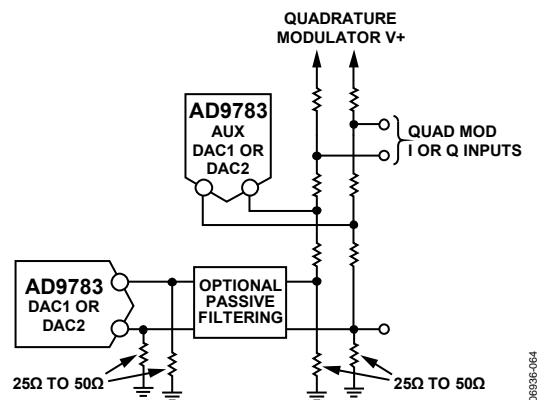 QUADRATURE
MODULATOR V+
AD9783
AUX
DAC1 OR
DAC2
QUAD MOD
I OR Q INPUTS
AD9783
DAC1 OR
DAC2
OPTIONAL
PASSIVE
FILTERING
25Ω TO 50Ω
25Ω TO 50Ω
06936-064